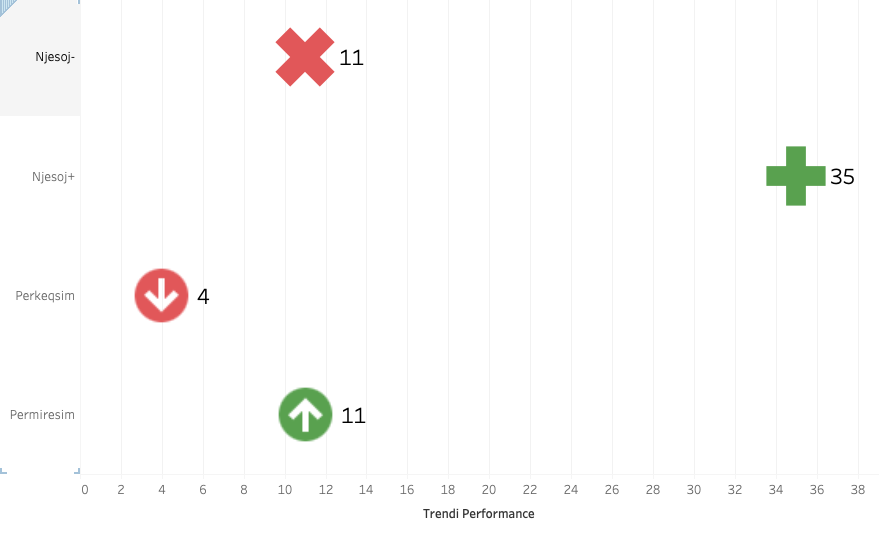 Njesoj-
11
Njesoj+
35
Perkeqsim
4
Permiresim
11
0 2 4 6 8 10 12 14 16 18 20 22 24 26 28 30 32 34 36 38
Trendi Performance